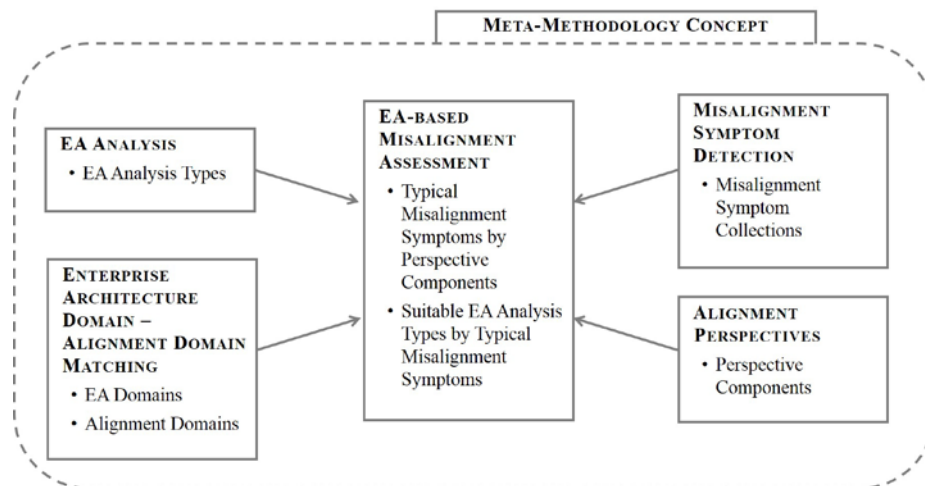 META-METHODOLOGY CONCEPT
EA ANALYSIS
• EA Analysis Types
ENTERPRISE
ARCHITECTURE
DOMAIN –
ALIGNMENT DOMAIN
MATCHING
• EA Domains
• Alignment Domains
EA-BASED
MISALIGNMENT
ASSESSMENT
• Typical
Misalignment
Symptoms by
Perspective
Components
• Suitable EA Analysis
Types by Typical
Misalignment
Symptoms
MISALIGNMENT
SYMPTOM
DETECTION
• Misalignment
Symptom
Collections
ALIGNMENT
PERSPECTIVES
• Perspective
Components